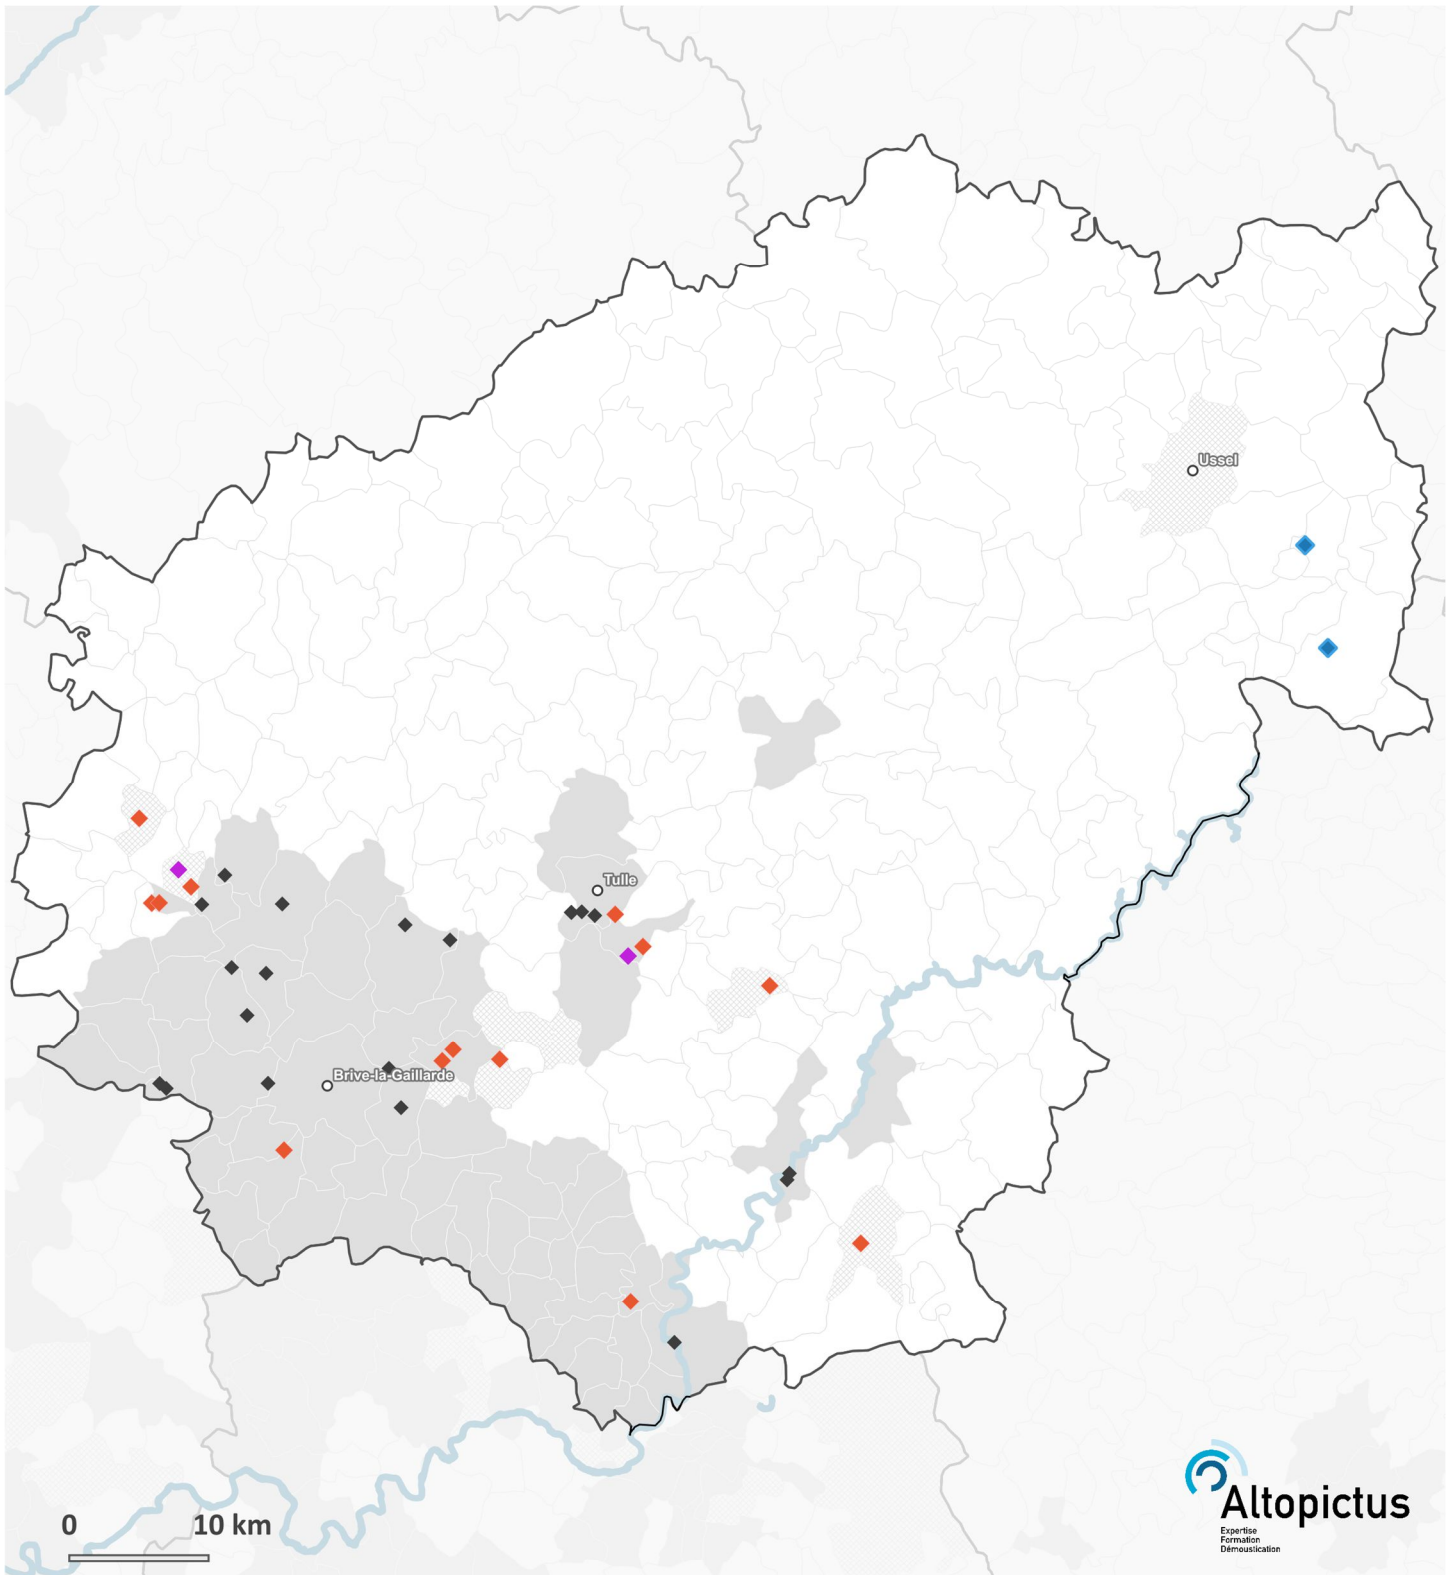 Ussel
Tulle
Brive-la-Gaillarde
0 10 km
Altopictus
Expertise
Formation
Démoustication